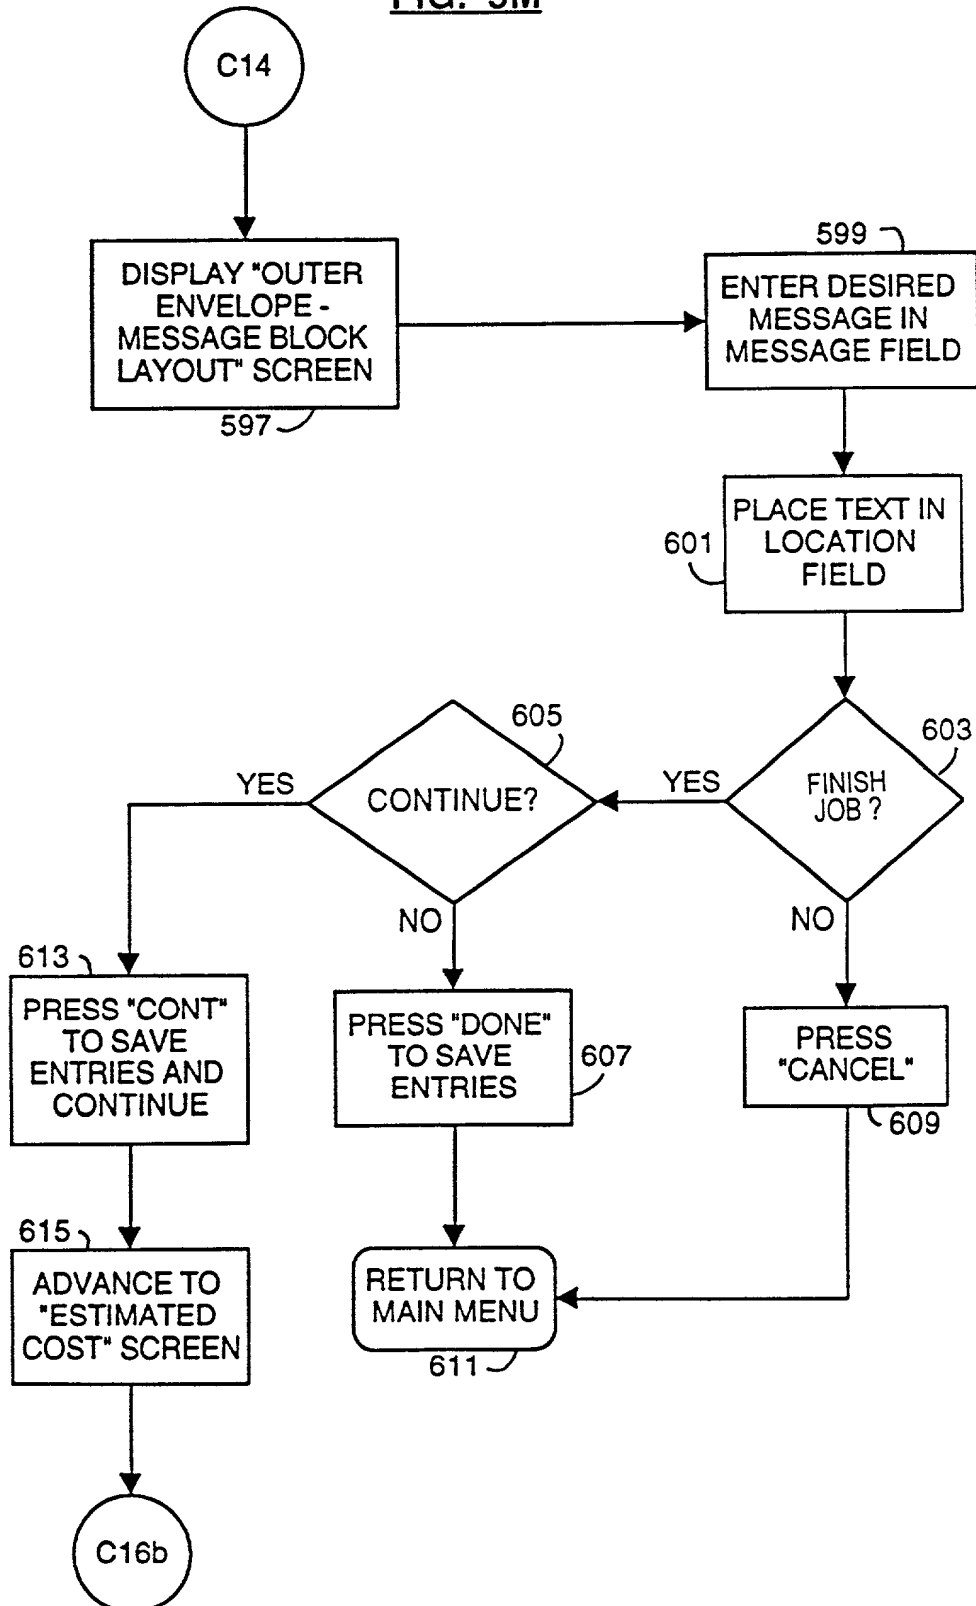 FIG. 5M
C14
DISPLAY "OUTER
ENVELOPE -
MESSAGE BLOCK
LAYOUT" SCREEN
597
599
ENTER DESIRED
MESSAGE IN
MESSAGE FIELD
601
PLACE TEXT IN
LOCATION
FIELD
603
FINISH
JOB ?
YES
NO
605
CONTINUE?
YES
NO
613
PRESS "CONT"
TO SAVE
ENTRIES AND
CONTINUE
PRESS "DONE"
TO SAVE
ENTRIES
607
PRESS
"CANCEL"
609
615
ADVANCE TO
"ESTIMATED
COST" SCREEN
RETURN TO
MAIN MENU
611
C16b